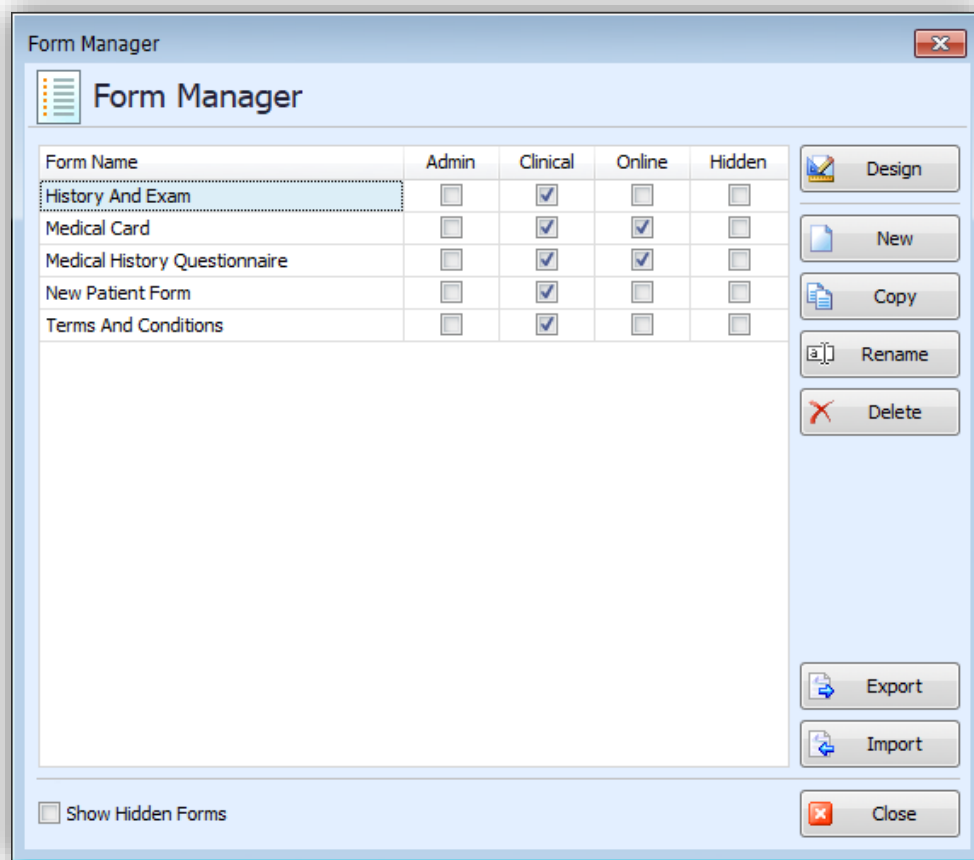 Form Manager
Form Manager
Form Name Admin Clinical Online Hidden
History And Exam
Medical Card
Medical History Questionnaire
New Patient Form
Terms And Conditions
Design
New
Copy
Rename
Delete
Export
Import
Show Hidden Forms
Close